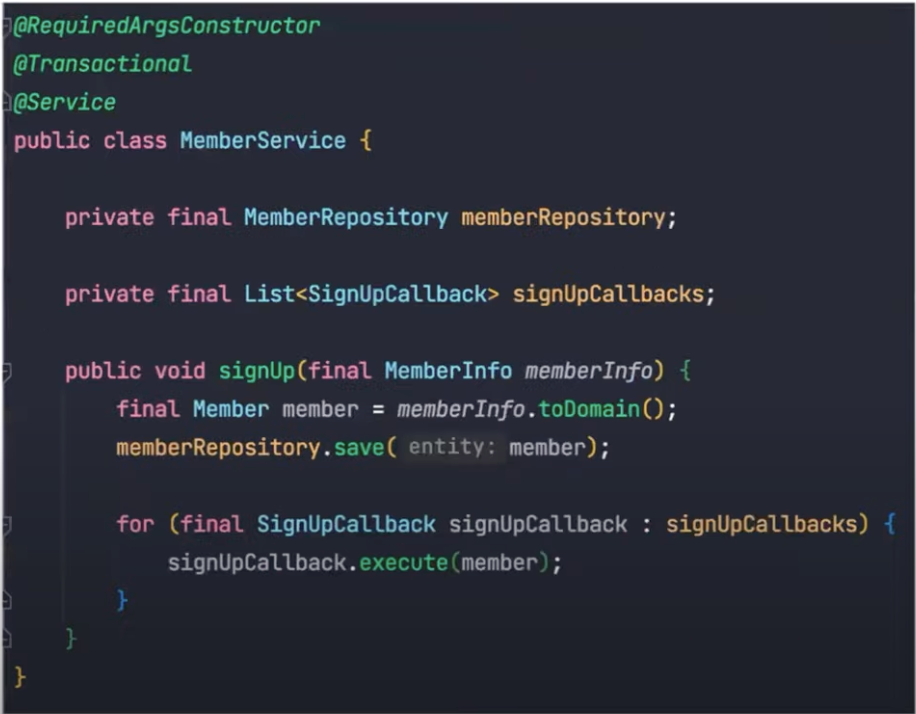 @RequiredArgsConstructor
@Transactional
@Service
public class MemberService {
private final MemberRepository memberRepository;
private final List<SignUpCallback> signUpCallbacks;
public void signUp(final MemberInfo memberInfo) {
final Member member = memberInfo.toDomain();
memberRepository.save( entity: member);
for (final SignUpCallback signUpCallback : signUpCallbacks) {
signUpCallback.execute(member);
}
}
}